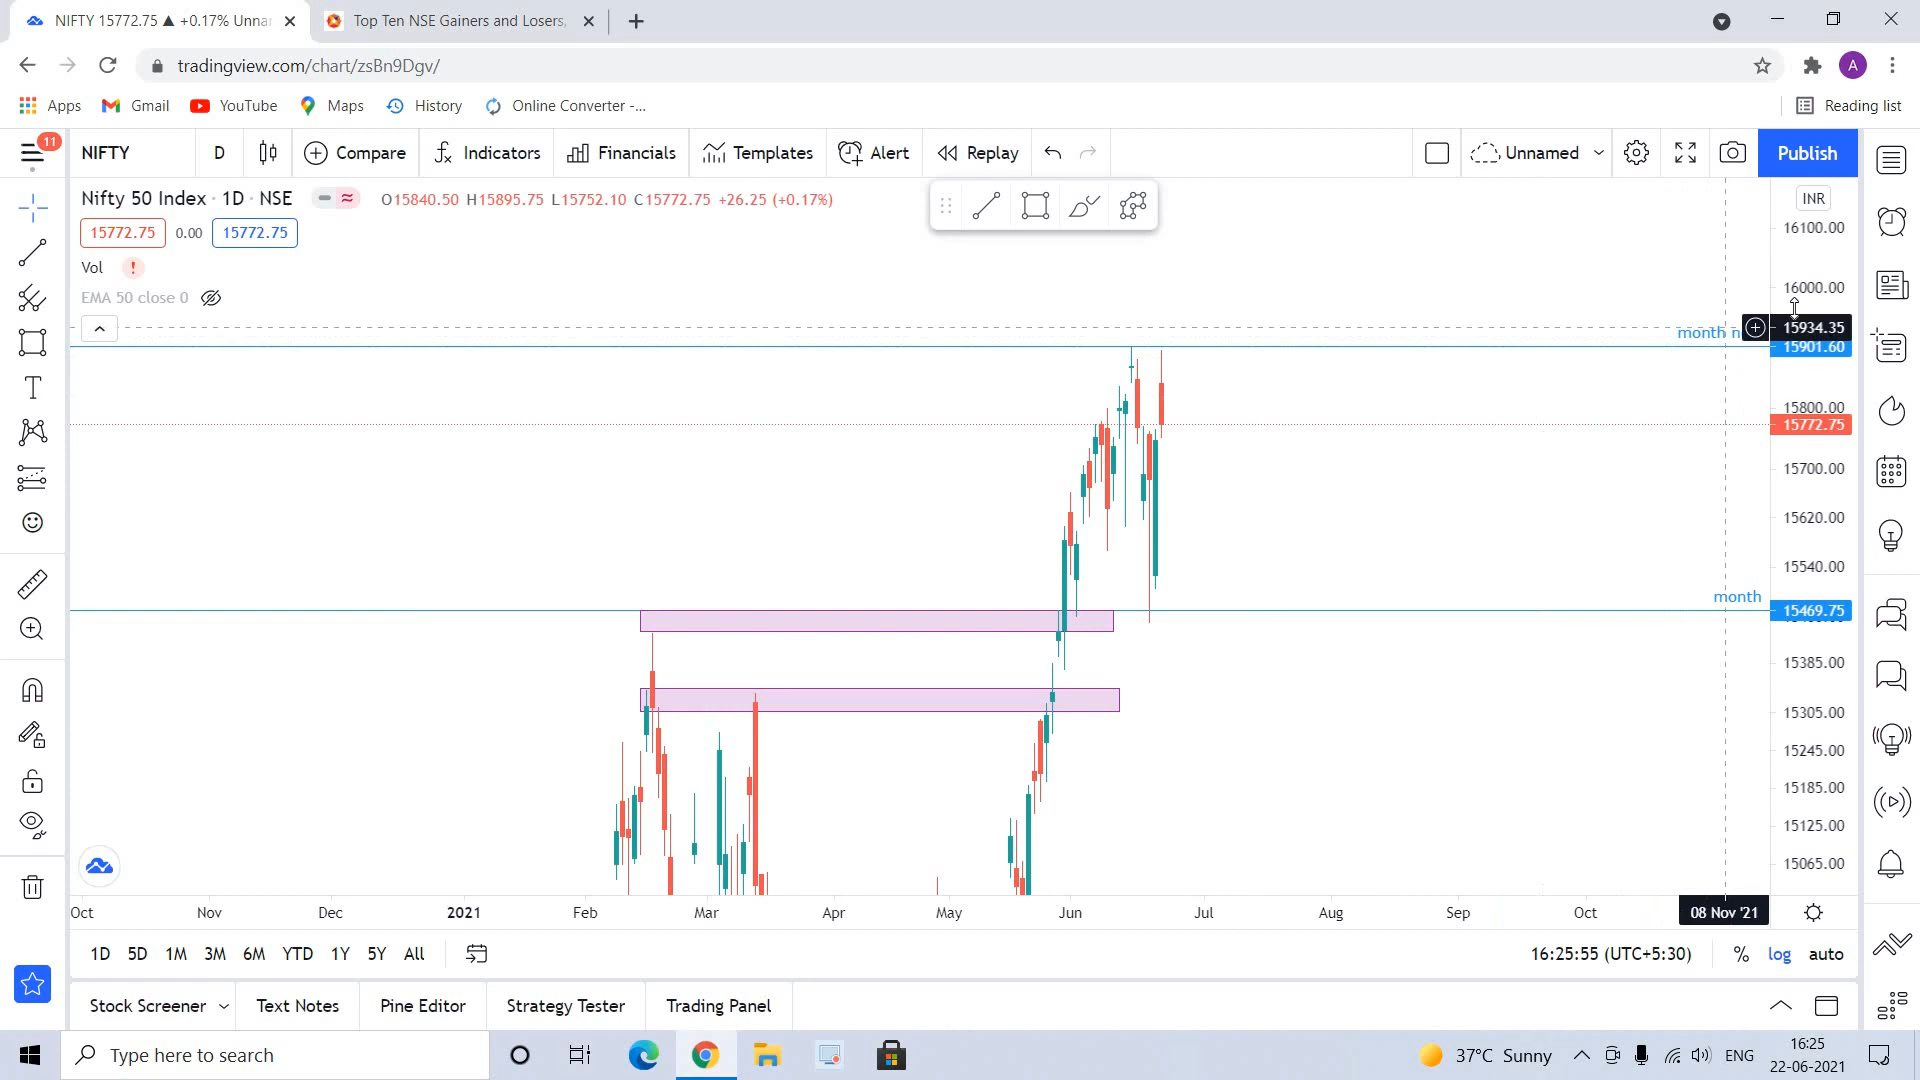 NIFTY 15772.75 ▲ +0.17% Unnar
Top Ten NSE Gainers and Losers,
tradingview.com/chart/zsBn9Dgv/
A
Apps
Gmail
YouTube
Maps
History
Online Converter -...
Reading list
11
NIFTY
D
Compare
Indicators
Financials
Templates
Alert
Replay
Unnamed
Publish
Nifty 50 Index · 1D · NSE
O15840.50 H15895.75 L15752.10 C15772.75 +26.25 (+0.17%)
INR
15772.75
0.00
15772.75
16100.00
Vol
EMA 50 close 0
16000.00
month n
15934.35
15901.60
15800.00
15772.75
15700.00
15620.00
15540.00
month
15469.75
15385.00
15305.00
15245.00
15185.00
15125.00
15065.00
Oct
Nov
Dec
2021
Feb
Mar
Apr
May
Jun
Jul
Aug
Sep
Oct
08 Nov '21
1D
5D
1M
3M
6M
YTD
1Y
5Y
All
16:25:55 (UTC+5:30)
%
log
auto
Stock Screener
Text Notes
Pine Editor
Strategy Tester
Trading Panel
Type here to search
37°C Sunny
ENG
16:25
22-06-2021